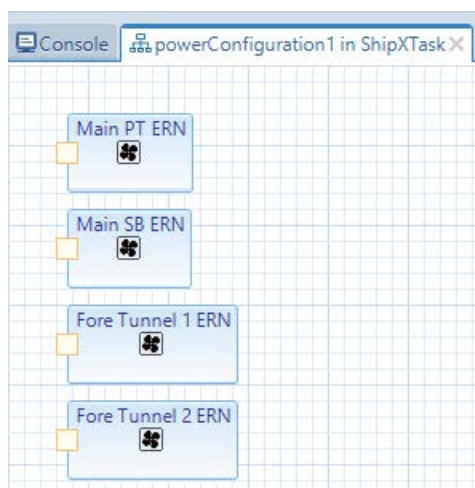 Console
powerConfiguration1 in ShipXTask
Main PT ERN
Main SB ERN
Fore Tunnel 1 ERN
Fore Tunnel 2 ERN